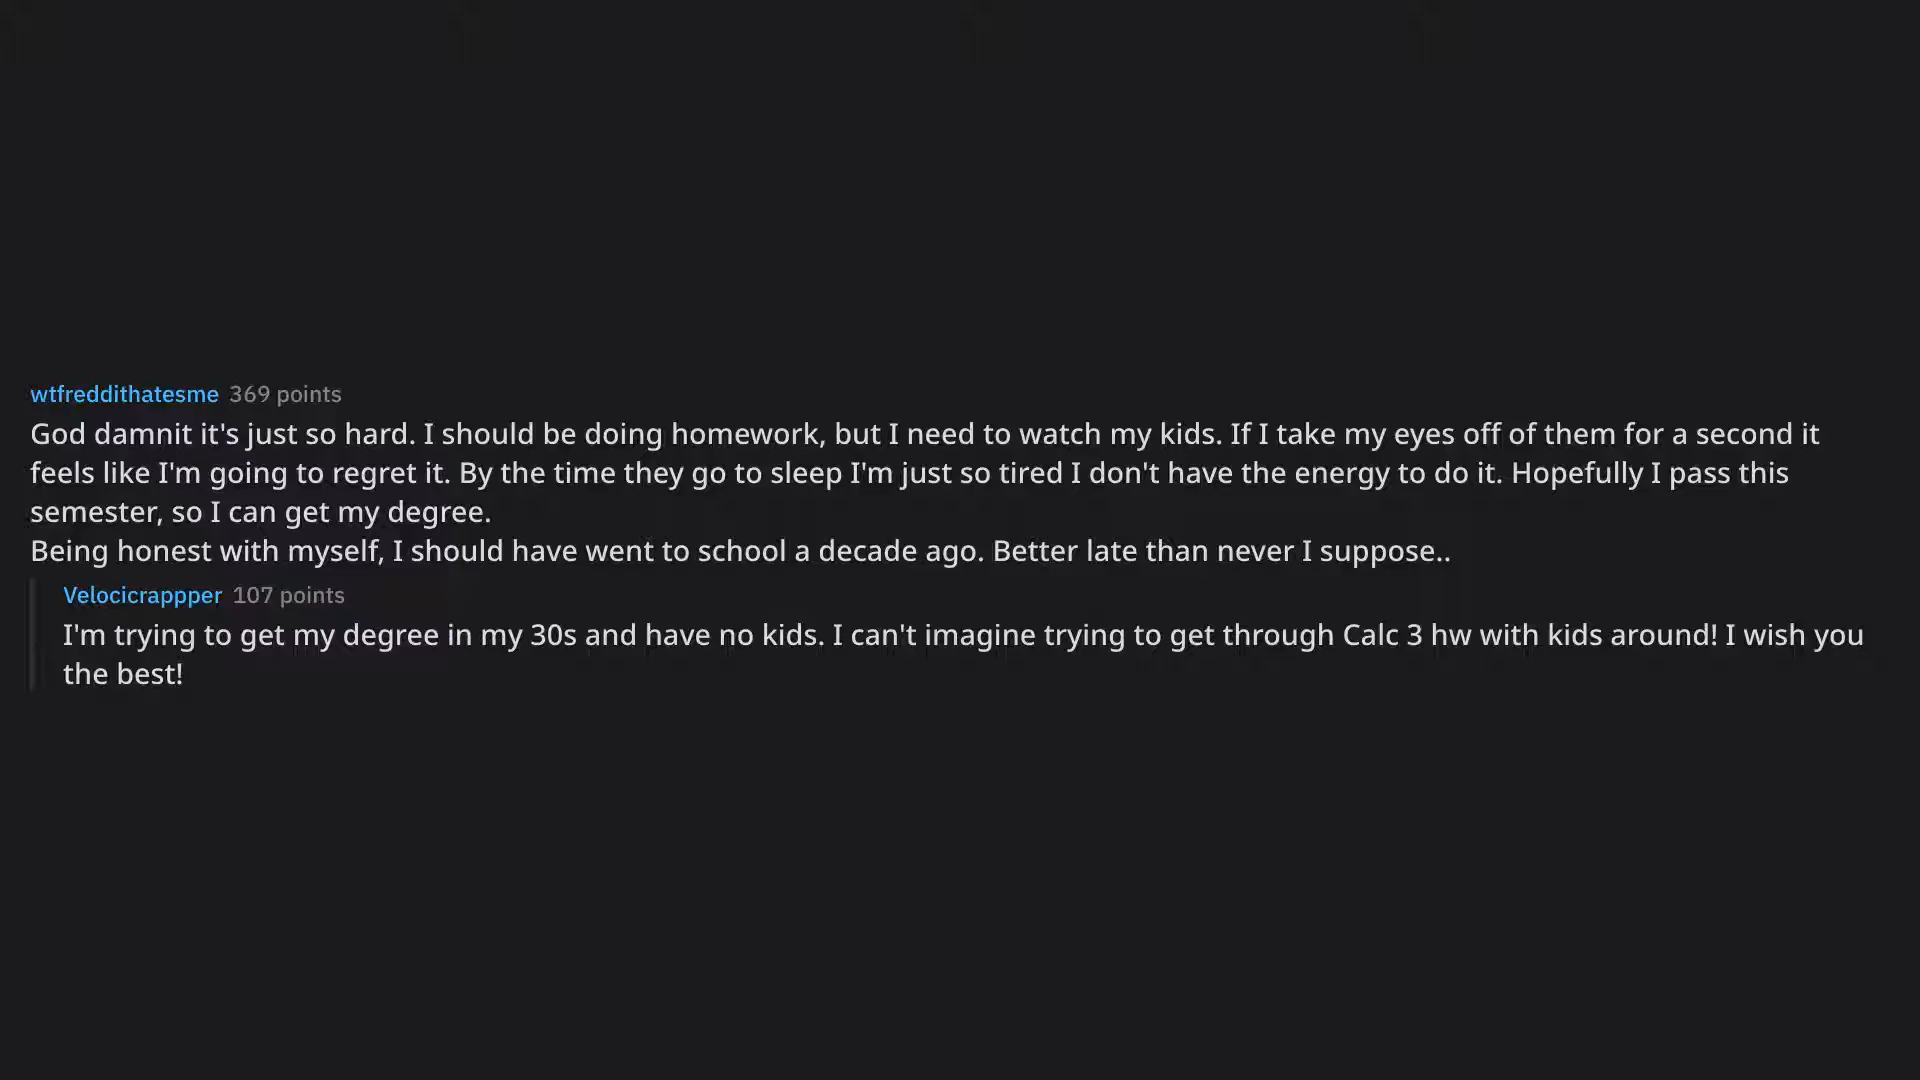 wtfreddithatesme 369 points
God damnit it's just so hard. I should be doing homework, but I need to watch my kids. If I take my eyes off of them for a second it
feels like I'm going to regret it. By the time they go to sleep I'm just so tired I don't have the energy to do it. Hopefully I pass this
semester, so I can get my degree.
Being honest with myself, I should have went to school a decade ago. Better late than never I suppose..
Velocicrappper 107 points
I'm trying to get my degree in my 30s and have no kids. I can't imagine trying to get through Calc 3 hw with kids around! I wish you
the best!